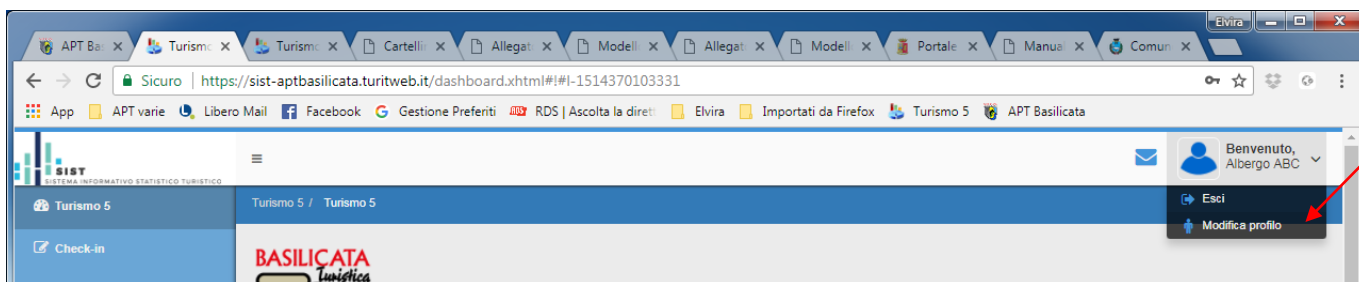 Elvira
APT Ba: Turismo Turismo Cartelli Allegat Modell Allegat Modell Portale Manual Comun
Sicuro | https://sist-aptbasilicata.turitweb.it/dashboard.xhtml#!#l-1514370103331
App APT varie Libero Mail Facebook Gestione Preferiti RDS | Ascolta la dirett Elvira Importati da Firefox Turismo 5 APT Basilicata
SIST
SISTEMA INFORMATIVO STATISTICO TURISTICO
Benvenuto,
Albergo ABC
Turismo 5
Turismo 5 / Turismo 5
Esci
Modifica profilo
Check-in
BASILICATA
Turistica